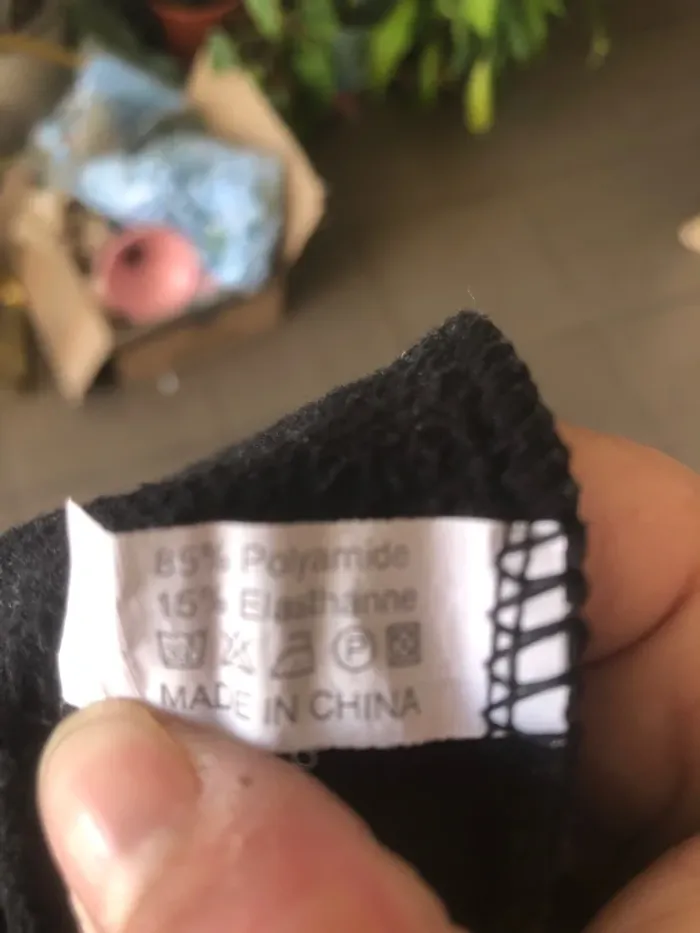 85% Polyamide
15% Elasthanne
P
MADE IN CHINA